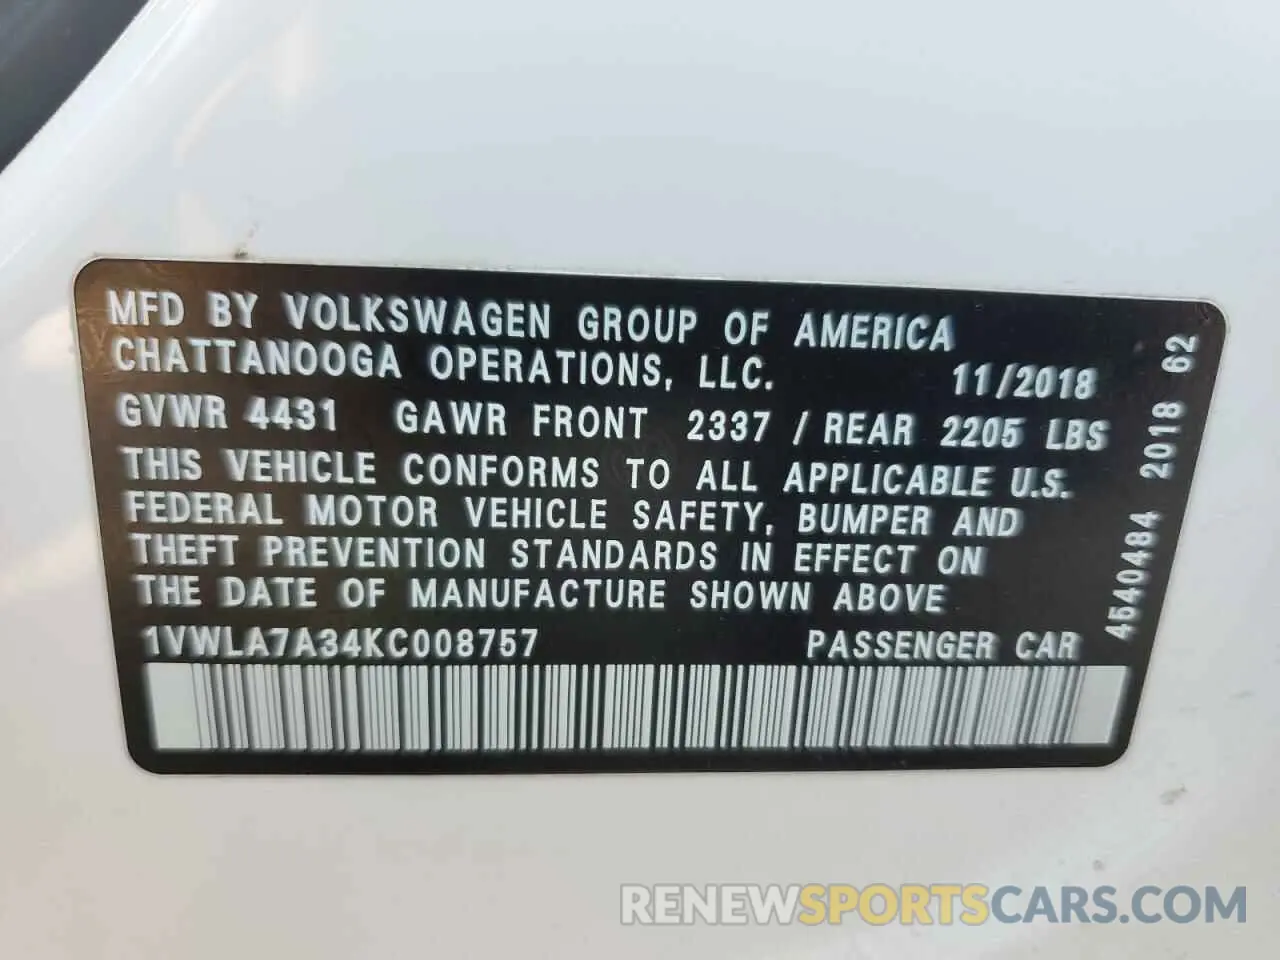 MFD BY VOLKSWAGEN GROUP OF AMERICA
CHATTANOOGA OPERATIONS, LLC. 11/2018
GVWR 4431 GAWR FRONT 2337 / REAR 2205 LBS
THIS VEHICLE CONFORMS TO ALL APPLICABLE U.S.
FEDERAL MOTOR VEHICLE SAFETY, BUMPER AND
THEFT PREVENTION STANDARDS IN EFFECT ON
THE DATE OF MANUFACTURE SHOWN ABOVE
1VWLA7A34KC008757 PASSENGER CAR
4540484 2018 62
RENEWSPORTSCARS.COM